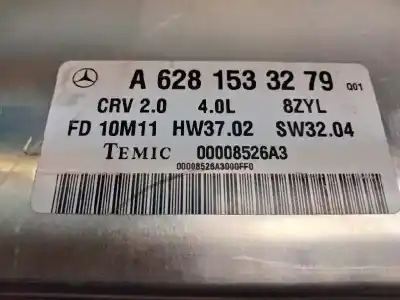 A 628 153 32 79 Q01
CRV 2.0 4.0L 8ZYL
FD 10M11 HW37.02 SW32.04
TEMIC 00008526A3
00008526A3000FF0